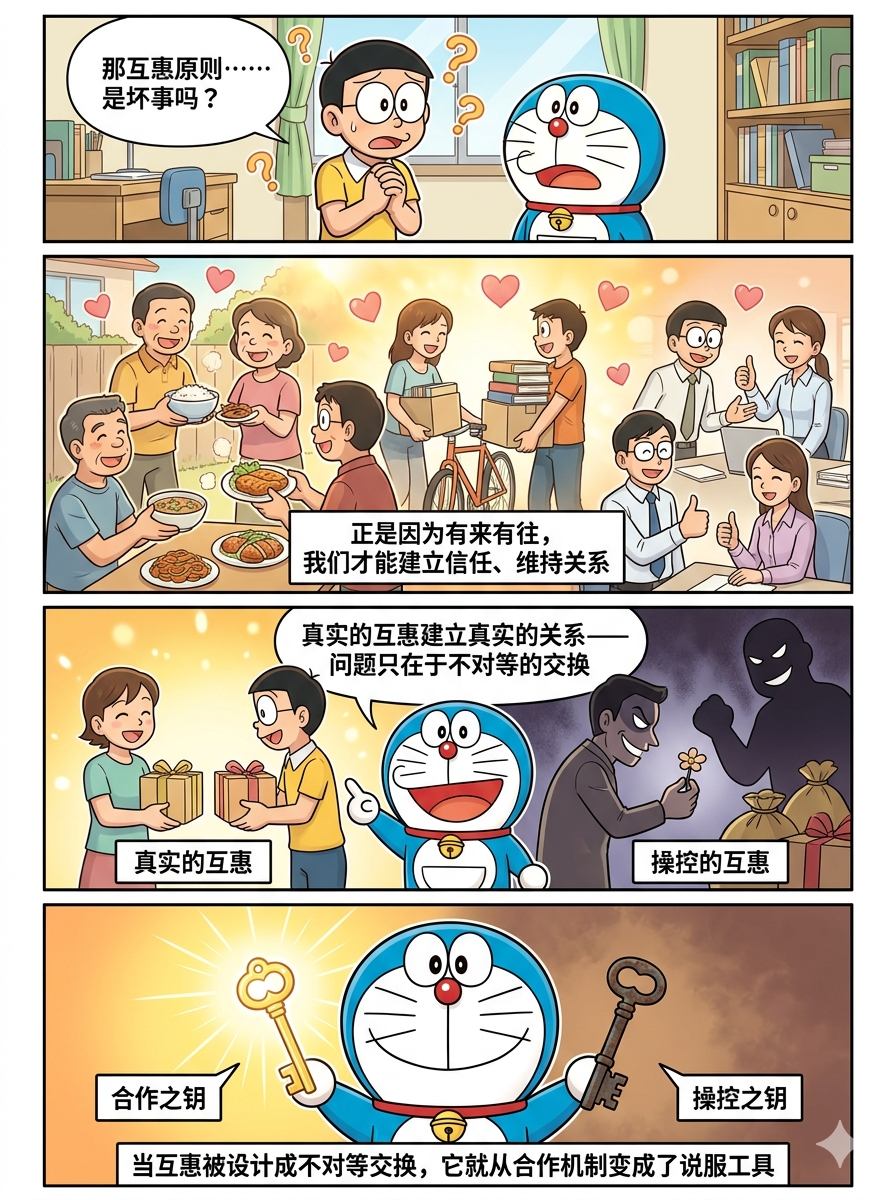 那互惠原则……
是坏事吗？
正是因为有来有往，
我们才能建立信任、维持关系
真实的互惠建立真实的关系——
问题只在于不对等的交换
真实的互惠
操控的互惠
合作之钥
操控之钥
当互惠被设计成不对等交换，它就从合作机制变成了说服工具